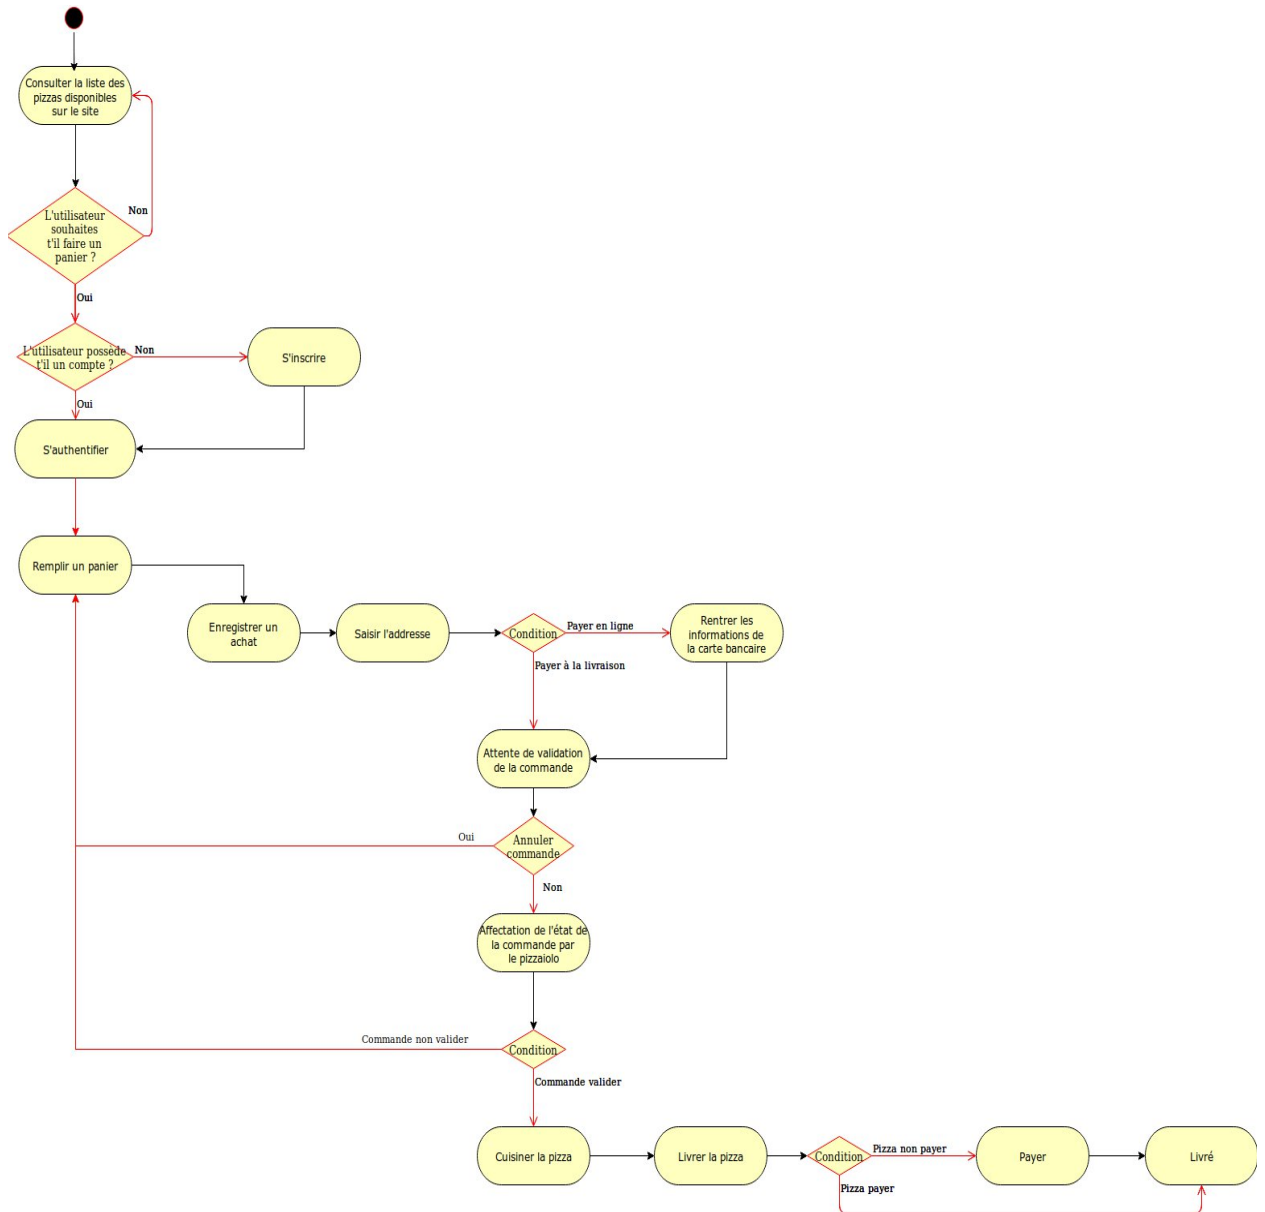 Consulter la liste des
pizzas disponibles
sur le site
L'utilisateur
souhaites
t'il faire un
panier ?
Non
Oui
L'utilisateur possède
t'il un compte ?
Non
S'inscrire
Oui
S'authentifier
Remplir un panier
Enregistrer un
achat
Saisir l'addresse
Condition
Payer en ligne
Rentrer les
informations de
la carte bancaire
Payer à la livraison
Attente de validation
de la commande
Annuler
commande
Oui
Non
Affectation de l'état de
la commande par
le pizzaiolo
Condition
Commande non valider
Commande valider
Cuisiner la pizza
Livrer la pizza
Condition
Pizza non payer
Payer
Livré
Pizza payer